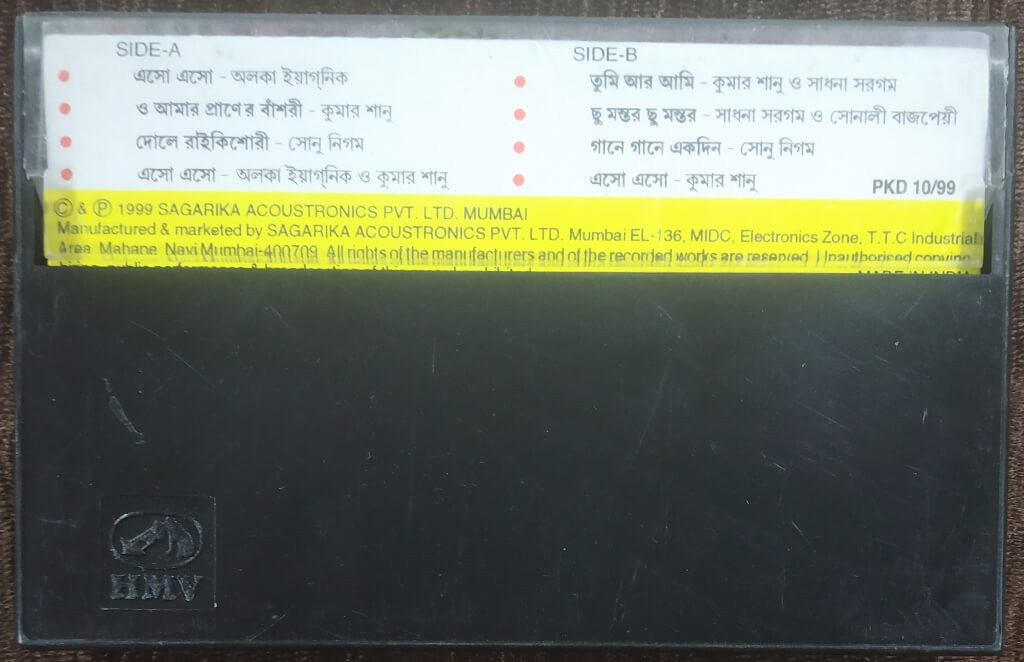 SIDE-A
এসো এসো - অলকা ইয়াগ্নিক
ও আমার প্রাণের বাঁশরী - কুমার শানু
দোলে রাইকিশোরী - সোনু নিগম
এসো এসো - অলকা ইয়াগ্নিক ও কুমার শানু
SIDE-B
তুমি আর আমি - কুমার শানু ও সাধনা সরগম
ছু মন্তর ছু মন্তর - সাধনা সরগম ও সোনালী বাজপেয়ী
গানে গানে একদিন - সোনু নিগম
এসো এসো - কুমার শানু
PKD 10/99
© & ℗ 1999 SAGARIKA ACOUSTRONICS PVT. LTD. MUMBAI
Manufactured & marketed by SAGARIKA ACOUSTRONICS PVT. LTD. Mumbai EL-136, MIDC, Electronics Zone, T.T.C Industrial
Area Mahape Navi Mumbai-400709 All rights of the manufacturers and of the recorded works are reserved Unauthorised copying
MADE IN INDIA
HMV